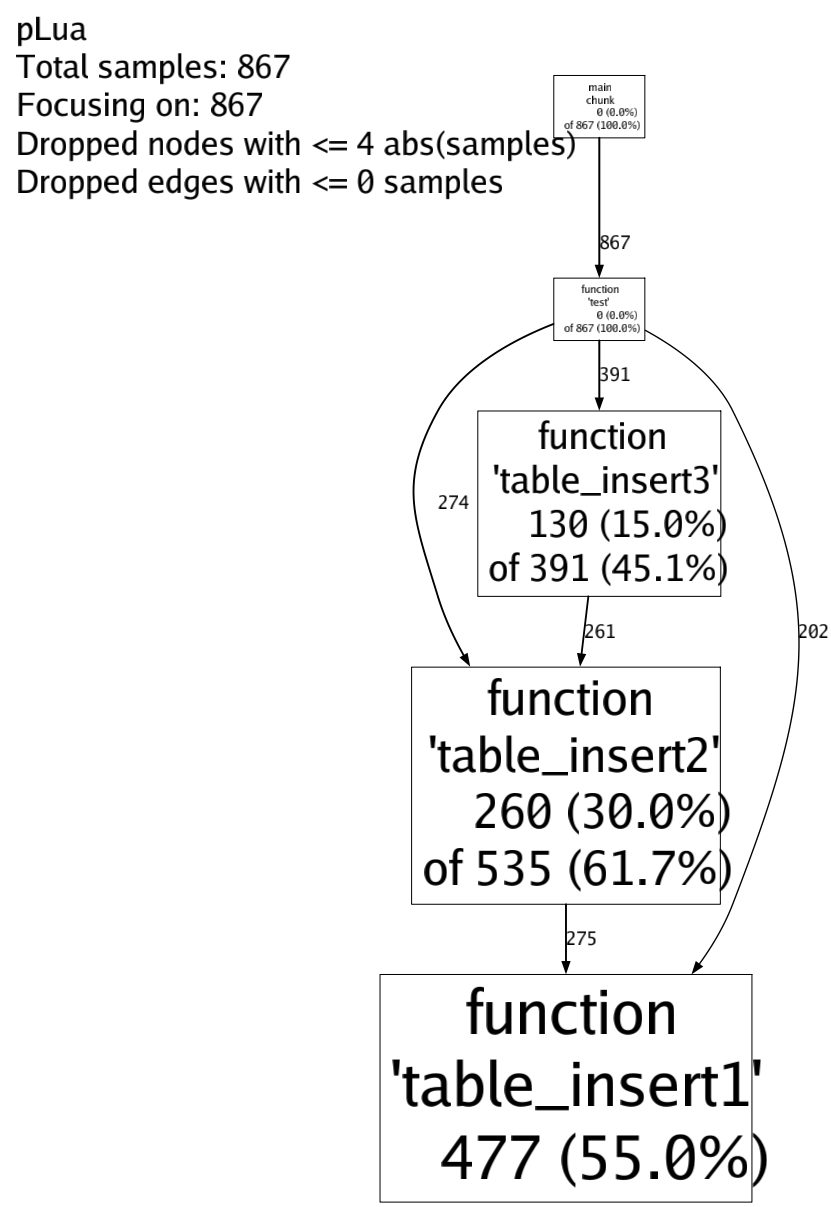 pLua
Total samples: 867
Focusing on: 867
Dropped nodes with <= 4 abs(samples)
Dropped edges with <= 0 samples
main
chunk
0 (0.0%)
of 867 (100.0%)
867
function
'test'
0 (0.0%)
of 867 (100.0%)
391
274
function
'table_insert3'
130 (15.0%)
of 391 (45.1%)
261
202
function
'table_insert2'
260 (30.0%)
of 535 (61.7%)
275
function
'table_insert1'
477 (55.0%)